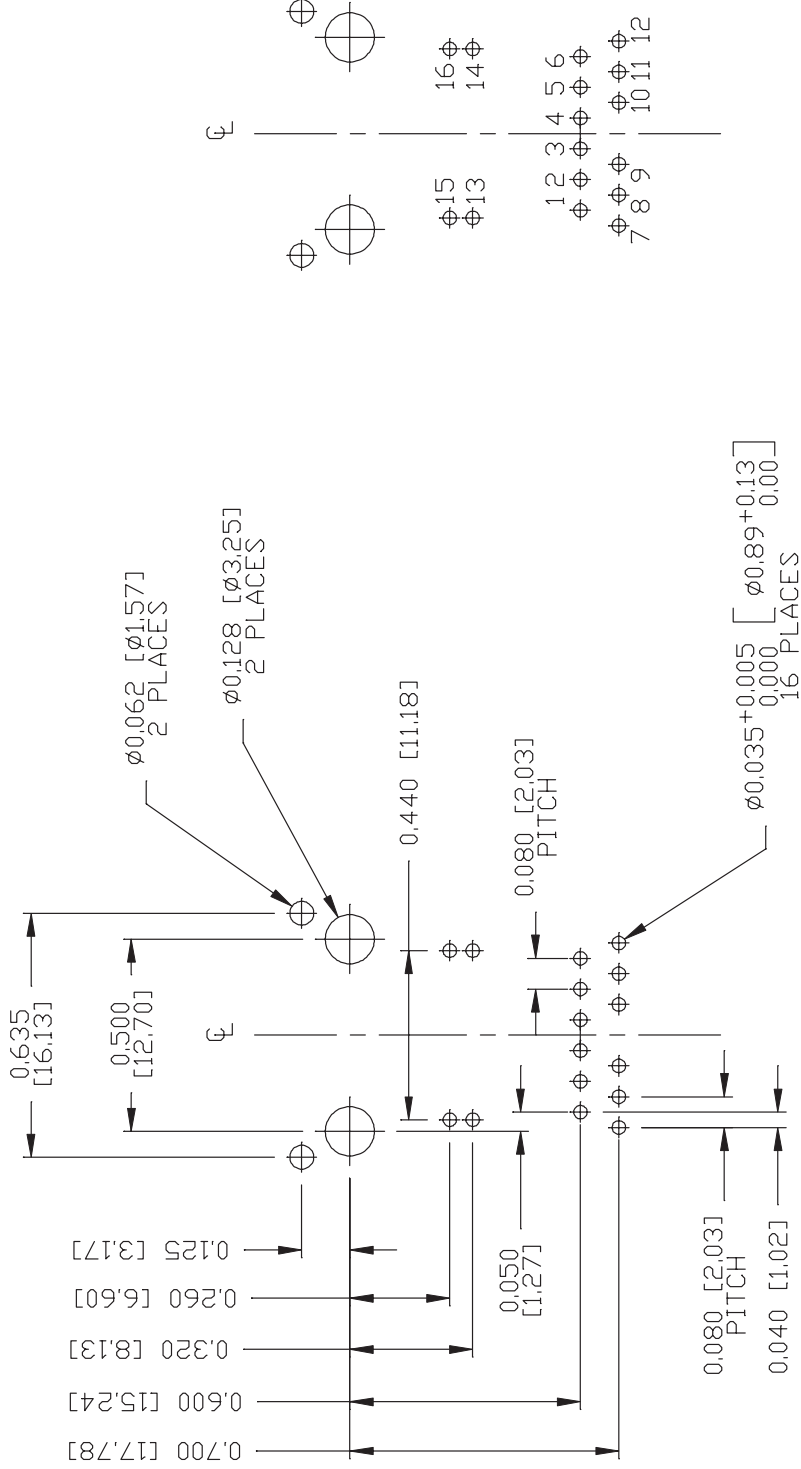 0.635
[16.13]
0.500
[12.70]
ø0.062 [ø1.57]
2 PLACES
ø0.128 [ø3.25]
2 PLACES
℄
0.440 [11.18]
0.080 [2.03]
PITCH
0.125 [3.17]
0.260 [6.60]
0.320 [8.13]
0.600 [15.24]
0.700 [17.78]
0.050
[1.27]
0.080 [2.03]
PITCH
0.040 [1.02]
ø0.035 +0.005 [ø0.89 +0.13]
0.000 0.00
16 PLACES
℄
15 16
13 14
1 2 3 4 5 6
7 8 9 10 11 12